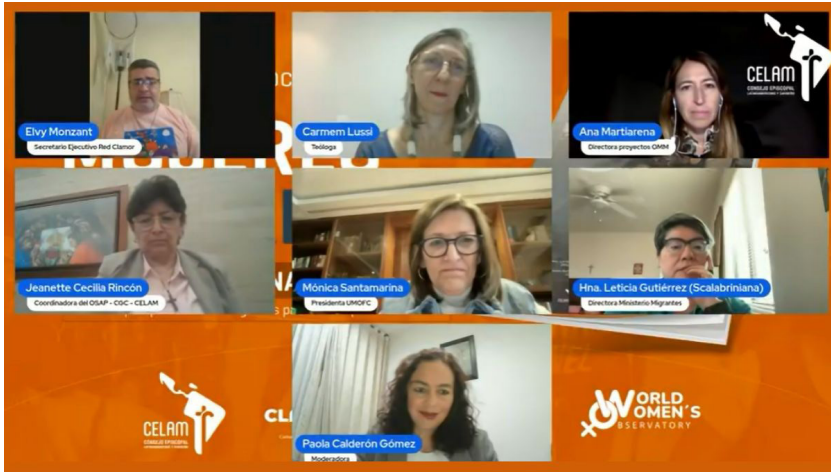 CELAM
CONSEJO EPISCOPAL
LATINOAMERICANO Y CARIBEÑO
Elvy Monzant
Secretario Ejecutivo Red Clamor
Carmem Lussi
Teóloga
Ana Martiarena
Directora proyectos OMM
Jeanette Cecilia Rincón
Coordinadora del OSAP - CGC - CELAM
Mónica Santamarina
Presidenta UMOFC
Hna. Leticia Gutiérrez (Scalabriniana)
Directora Ministerio Migrantes
CELAM
CONSEJO EPISCOPAL
LATINOAMERICANO Y CARIBEÑO
WORLD
WOMEN´S
OBSERVATORY
Paola Calderón Gómez
Moderadora